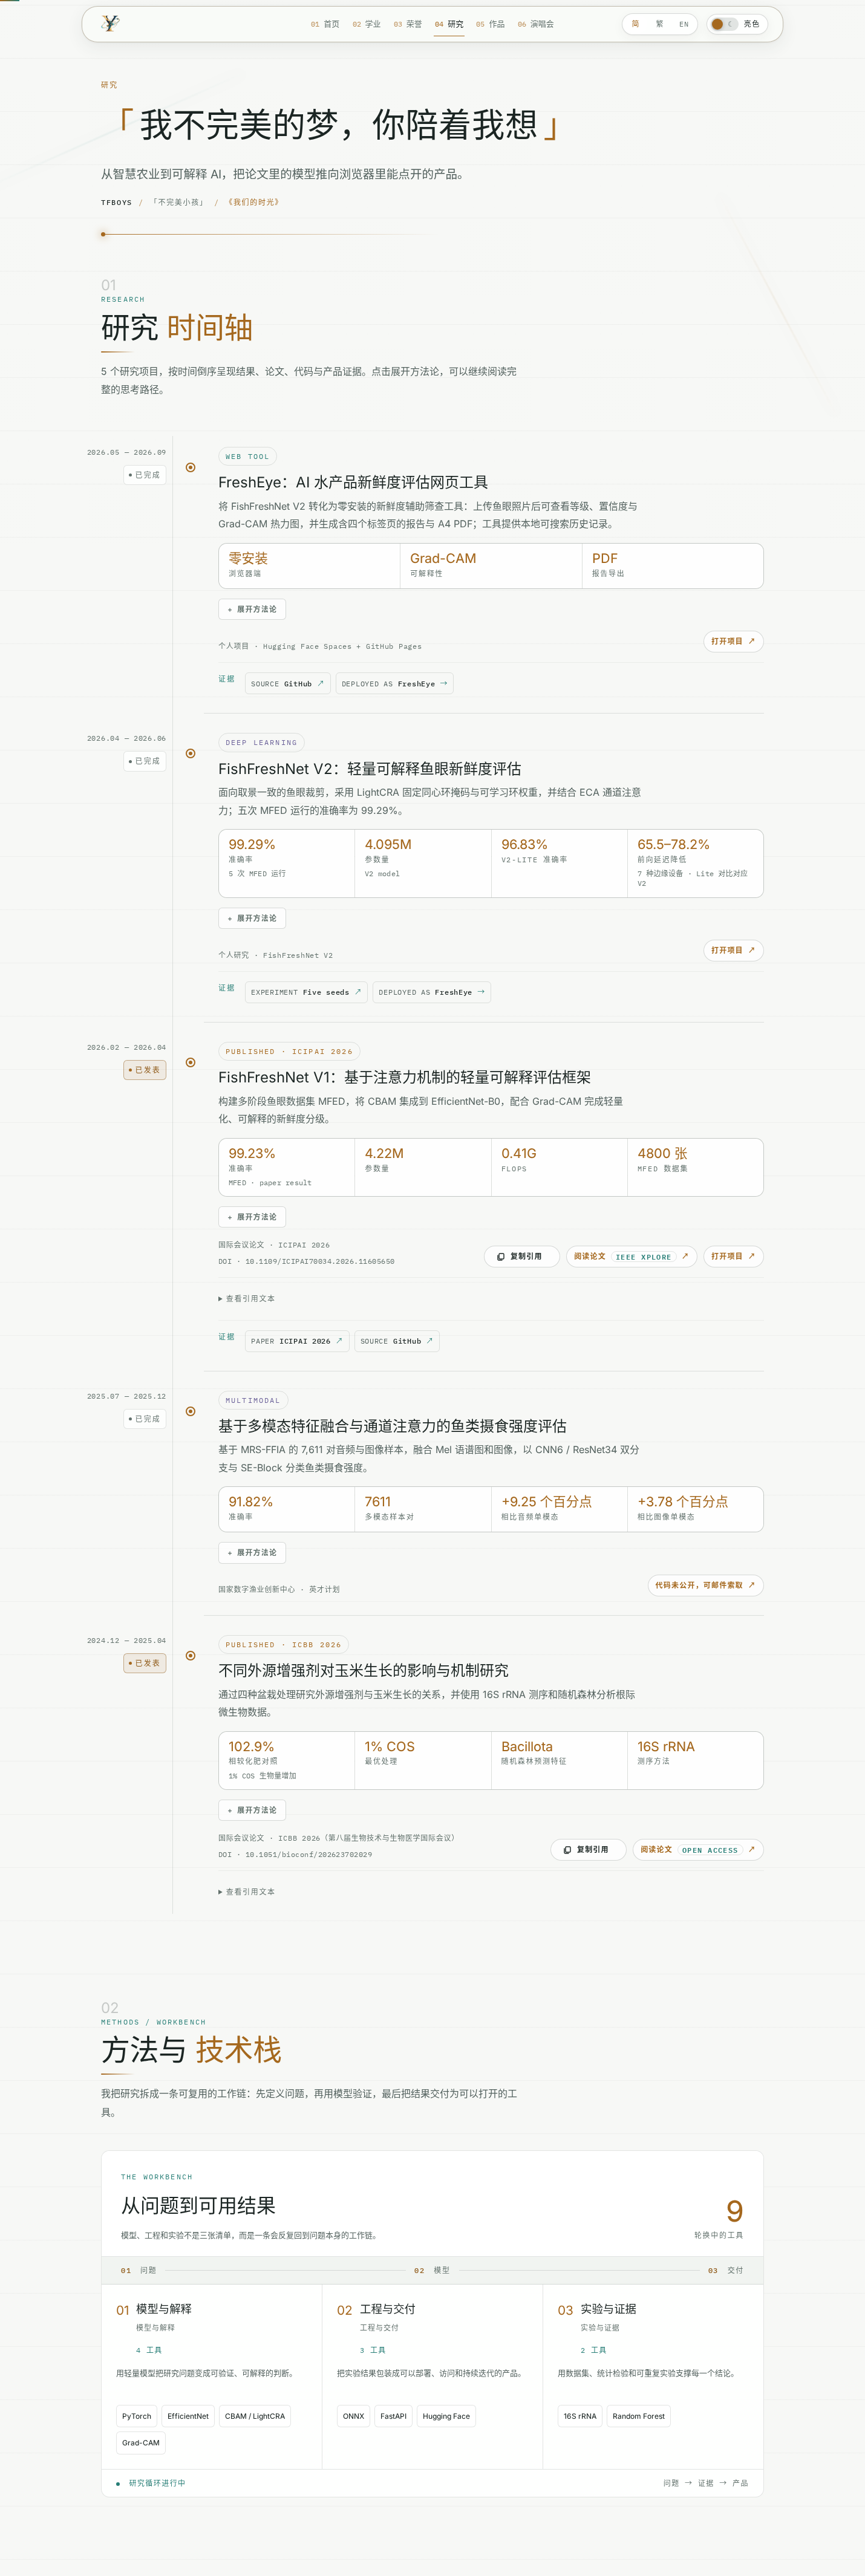 01 首页 02 学业 03 荣誉 04 研究 05 作品 06 演唱会
简 繁 EN 亮色
研究
「我不完美的梦，你陪着我想」
从智慧农业到可解释 AI，把论文里的模型推向浏览器里能点开的产品。
TFBOYS / 「不完美小孩」 / 《我们的时光》
01
RESEARCH
研究 时间轴
5 个研究项目，按时间倒序呈现结果、论文、代码与产品证据。点击展开方法论，可以继续阅读完
整的思考路径。
2026.05 — 2026.09
已完成
WEB TOOL
FreshEye：AI 水产品新鲜度评估网页工具
将 FishFreshNet V2 转化为零安装的新鲜度辅助筛查工具：上传鱼眼照片后可查看等级、置信度与
Grad-CAM 热力图，并生成含四个标签页的报告与 A4 PDF；工具提供本地可搜索历史记录。
零安装 Grad-CAM PDF
浏览器端 可解释性 报告导出
+ 展开方法论
个人项目 · Hugging Face Spaces + GitHub Pages
打开项目 ↗
证据 SOURCE GitHub ↗ DEPLOYED AS FreshEye →
2026.04 — 2026.06
已完成
DEEP LEARNING
FishFreshNet V2：轻量可解释鱼眼新鲜度评估
面向取景一致的鱼眼裁剪，采用 LightCRA 固定同心环掩码与可学习环权重，并结合 ECA 通道注意
力；五次 MFED 运行的准确率为 99.29%。
99.29% 4.095M 96.83% 65.5–78.2%
准确率 参数量 V2-LITE 准确率 前向延迟降低
5 次 MFED 运行 V2 model 7 种边缘设备 · Lite 对比对应
V2
+ 展开方法论
个人研究 · FishFreshNet V2
打开项目 ↗
证据 EXPERIMENT Five seeds ↗ DEPLOYED AS FreshEye →
2026.02 — 2026.04
已发表
PUBLISHED · ICIPAI 2026
FishFreshNet V1：基于注意力机制的轻量可解释评估框架
构建多阶段鱼眼数据集 MFED，将 CBAM 集成到 EfficientNet-B0，配合 Grad-CAM 完成轻量
化、可解释的新鲜度分级。
99.23% 4.22M 0.41G 4800 张
准确率 参数量 FLOPS MFED 数据集
MFED · paper result
+ 展开方法论
国际会议论文 · ICIPAI 2026
DOI · 10.1109/ICIPAI70034.2026.11605650
复制引用 阅读论文 IEEE XPLORE ↗ 打开项目 ↗
▶ 查看引用文本
证据 PAPER ICIPAI 2026 ↗ SOURCE GitHub ↗
2025.07 — 2025.12
已完成
MULTIMODAL
基于多模态特征融合与通道注意力的鱼类摄食强度评估
基于 MRS-FFIA 的 7,611 对音频与图像样本，融合 Mel 语谱图和图像，以 CNN6 / ResNet34 双分
支与 SE-Block 分类鱼类摄食强度。
91.82% 7611 +9.25 个百分点 +3.78 个百分点
准确率 多模态样本对 相比音频单模态 相比图像单模态
+ 展开方法论
国家数字渔业创新中心 · 英才计划
代码未公开，可邮件索取 ↗
2024.12 — 2025.04
已发表
PUBLISHED · ICBB 2026
不同外源增强剂对玉米生长的影响与机制研究
通过四种盆栽处理研究外源增强剂与玉米生长的关系，并使用 16S rRNA 测序和随机森林分析根际
微生物数据。
102.9% 1% COS Bacillota 16S rRNA
相较化肥对照 最优处理 随机森林预测特征 测序方法
1% COS 生物量增加
+ 展开方法论
国际会议论文 · ICBB 2026（第八届生物技术与生物医学国际会议）
DOI · 10.1051/bioconf/202623702029
复制引用 阅读论文 OPEN ACCESS ↗
▶ 查看引用文本
02
METHODS / WORKBENCH
方法与 技术栈
我把研究拆成一条可复用的工作链：先定义问题，再用模型验证，最后把结果交付为可以打开的工
具。
THE WORKBENCH
从问题到可用结果
模型、工程和实验不是三张清单，而是一条会反复回到问题本身的工作链。
9
轮换中的工具
01 问题 02 模型 03 交付
01 模型与解释
模型与解释
4 工具
用轻量模型把研究问题变成可验证、可解释的判断。
PyTorch EfficientNet CBAM / LightCRA
Grad-CAM
02 工程与交付
工程与交付
3 工具
把实验结果包装成可以部署、访问和持续迭代的产品。
ONNX FastAPI Hugging Face
03 实验与证据
实验与证据
2 工具
用数据集、统计检验和可重复实验支撑每一个结论。
16S rRNA Random Forest
研究循环进行中
问题 → 证据 → 产品